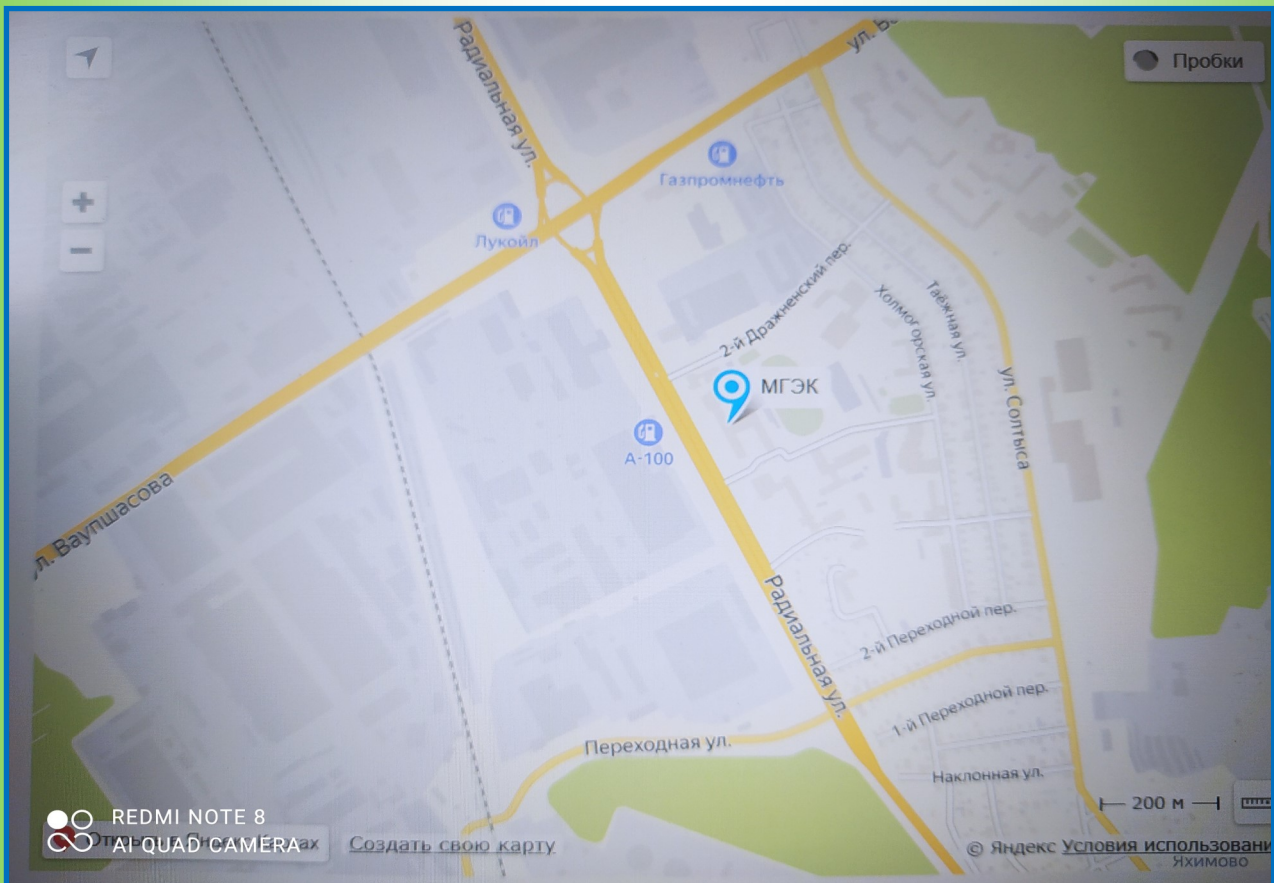 Радиальная ул.
Пробки
Газпромнефть
Лукойл
2-й Дражненский пер.
Холмогорская ул.
Таёжная ул.
МГЭК
ул. Солтыса
А-100
ул. Ваупшасова
Радиальная ул.
2-й Переходной пер.
1-й Переходной пер.
Переходная ул.
Наклонная ул.
200 м
REDMI NOTE 8
AI QUAD CAMERA
Создать свою карту
© Яндекс Условия использовани
Яхимово